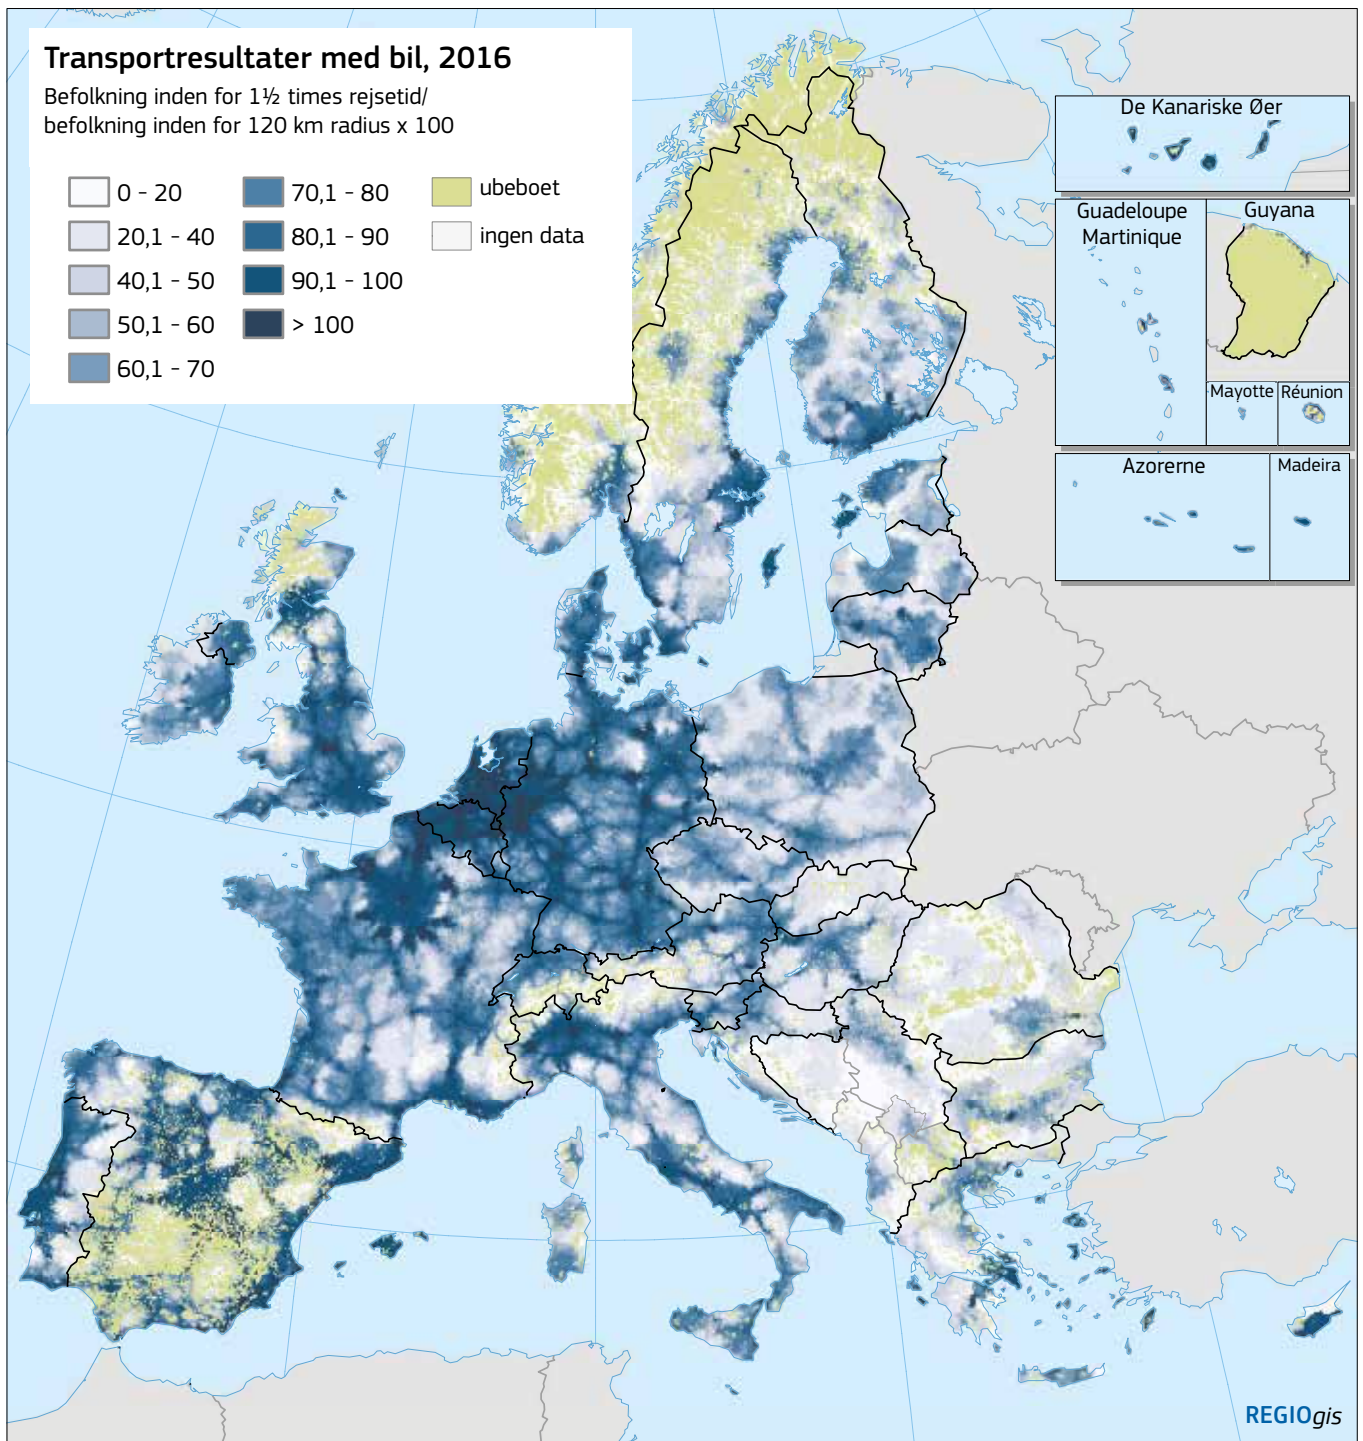 Transportresultater med bil, 2016
Befolkning inden for 1½ times rejsetid/
befolkning inden for 120 km radius x 100
0 - 20
20,1 - 40
40,1 - 50
50,1 - 60
60,1 - 70
70,1 - 80
80,1 - 90
90,1 - 100
> 100
ubeboet
ingen data
De Kanariske Øer
Guadeloupe
Martinique
Guyana
Mayotte
Réunion
Azorerne
Madeira
REGIOgis